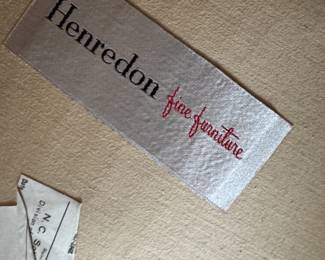 Henredon
fine furniture
N. C. S